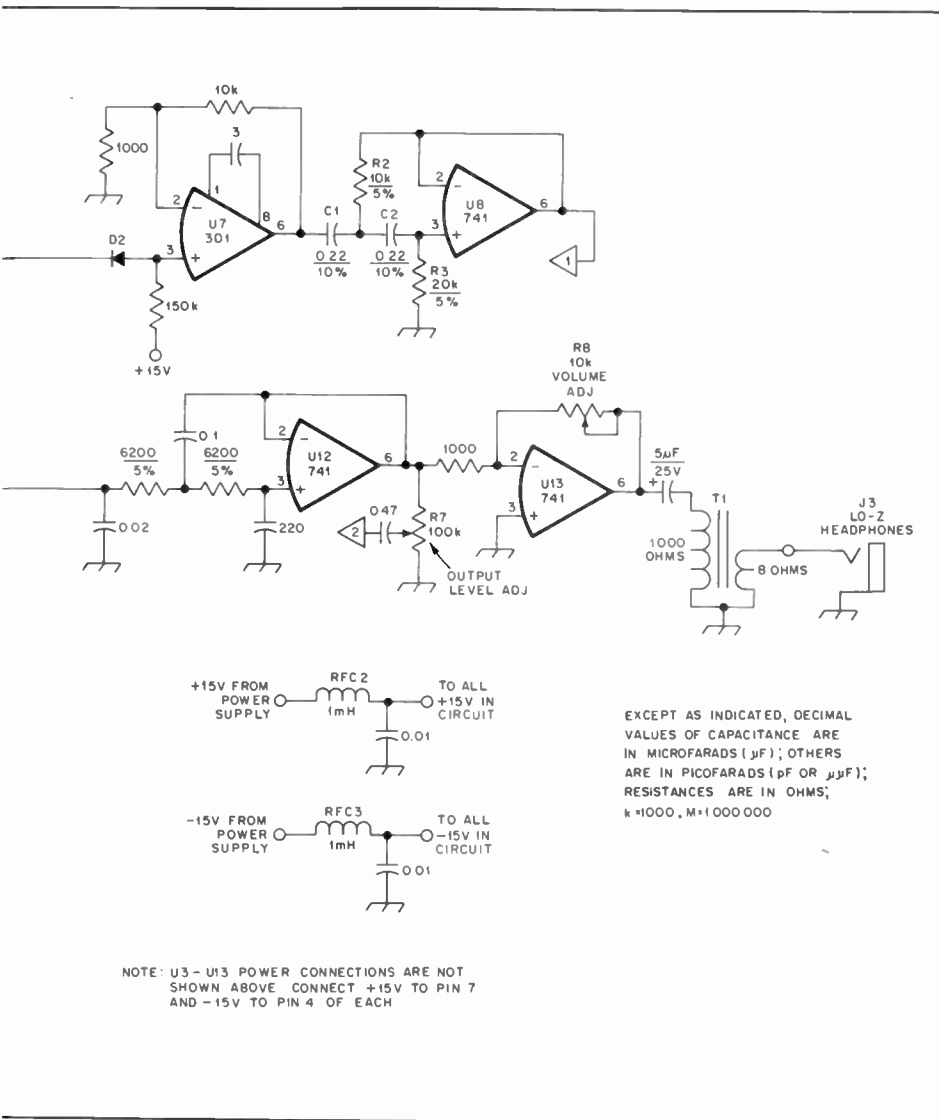 10k
1000
3
1
2
−
U7
301
8
6
3
+
D2
150k
+15V
C1
0.22
10%
R2
10k
5%
C2
0.22
10%
2
−
U8
741
6
3
+
R3
20k
5%
1
6200
5%
0.1
6200
5%
0.02
220
2
−
U12
741
6
3
+
2
0.47
R7
100k
OUTPUT
LEVEL ADJ
1000
R8
10k
VOLUME
ADJ
2
−
U13
741
6
3
+
5µF
25V
+
T1
1000
OHMS
8 OHMS
J3
LO-Z
HEADPHONES
+15V FROM
POWER
SUPPLY
RFC2
1mH
0.01
TO ALL
+15V IN
CIRCUIT
−15V FROM
POWER
SUPPLY
RFC3
1mH
0.01
TO ALL
−15V IN
CIRCUIT
EXCEPT AS INDICATED, DECIMAL
VALUES OF CAPACITANCE ARE
IN MICROFARADS (µF); OTHERS
ARE IN PICOFARADS (pF OR µµF);
RESISTANCES ARE IN OHMS;
k=1000, M=1000000
NOTE: U3-U13 POWER CONNECTIONS ARE NOT
SHOWN ABOVE CONNECT +15V TO PIN 7
AND −15V TO PIN 4 OF EACH